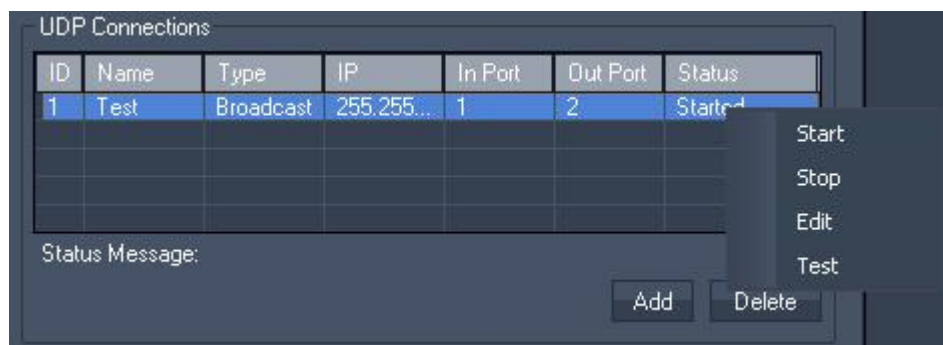 UDP Connections
ID Name Type IP In Port Out Port Status
1 Test Broadcast 255.255... 1 2 Started
Start
Stop
Edit
Test
Status Message:
Add Delete